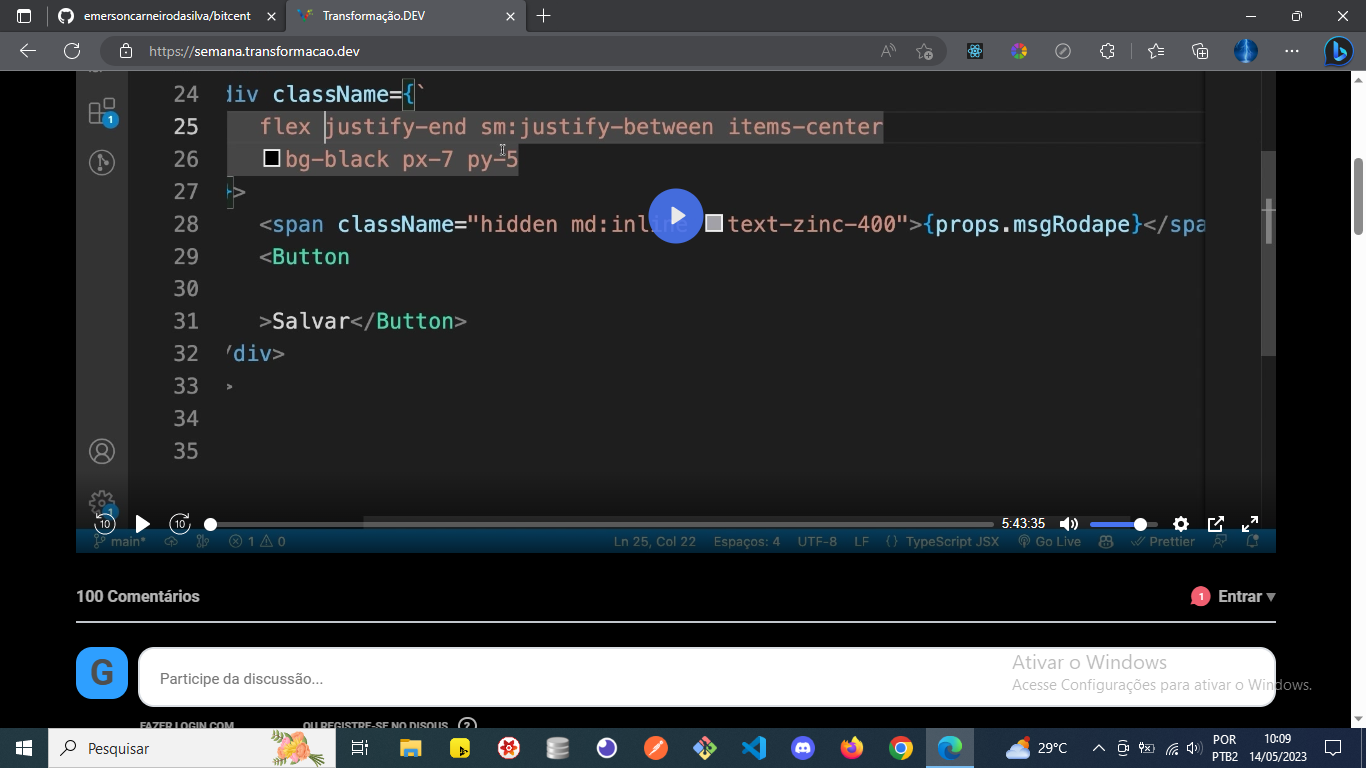 emersoncarneirodasilva/bitcent
Transformação.DEV
https://semana.transformacao.dev
24 div className={`
25 flex justify-end sm:justify-between items-center
26 bg-black px-7 py-5
27 }>
28 <span className="hidden md:inline text-zinc-400">{props.msgRodape}</spa
29 <Button
30
31 >Salvar</Button>
32 /div>
33 >
34
35
1
1
10
10
5:43:35
main*
1
0
Ln 25, Col 22
Espaços: 4
UTF-8
LF
{} TypeScript JSX
Go Live
Prettier
100 Comentários
1 Entrar
G
Participe da discussão...
Ativar o Windows
Acesse Configurações para ativar o Windows.
FAZER LOGIN COM
OU REGISTRE-SE NO DISQUS
?
Pesquisar
29°C
POR
PTB2
10:09
14/05/2023